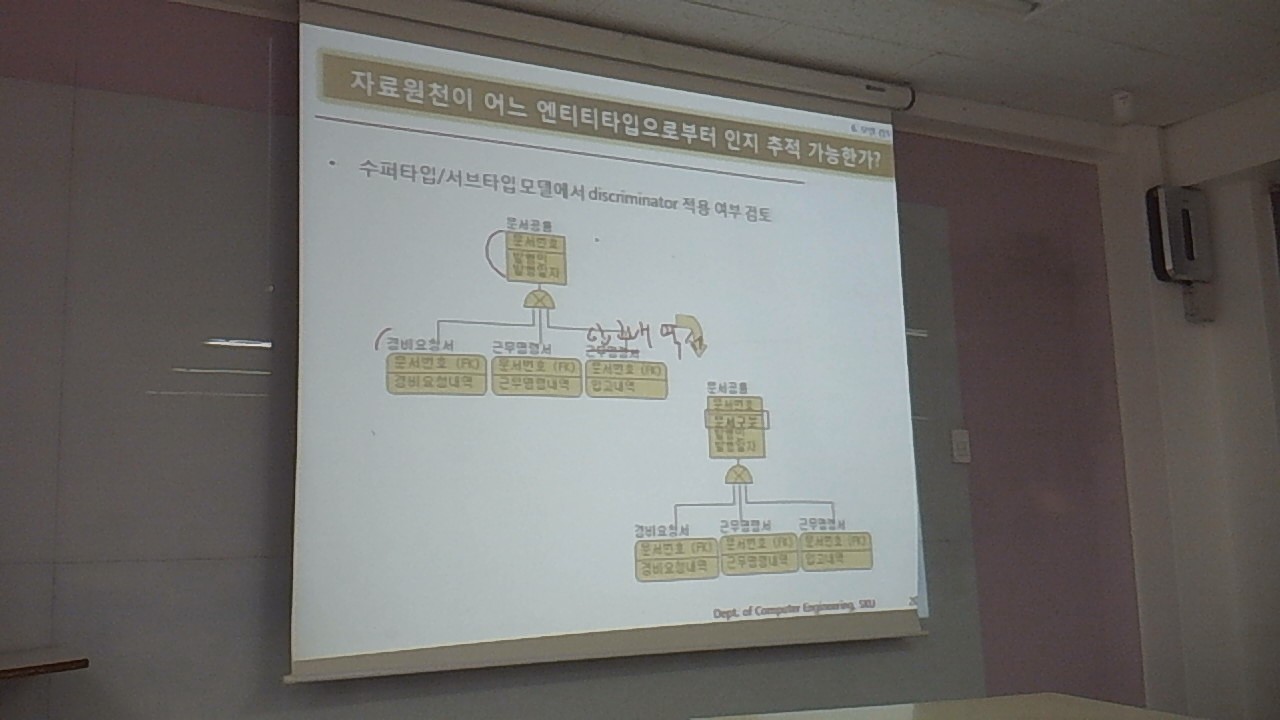 자료원천이 어느 엔티티타입으로부터 인지 추적 가능한가?
• 수퍼타입/서브타입 모델에서 discriminator 적용 여부 검토
문서공통
문서번호
발행인
발행일자
경비요청서
문서번호 (FK)
경비요청내역
근무명령서
문서번호 (FK)
근무명령내역
근무명령서
문서번호 (FK)
입고내역
문서공통
문서번호
문서구분
발행인
발행일자
경비요청서
문서번호 (FK)
경비요청내역
근무명령서
문서번호 (FK)
근무명령내역
근무명령서
문서번호 (FK)
입고내역
Dept. of Computer Engineering, SKU